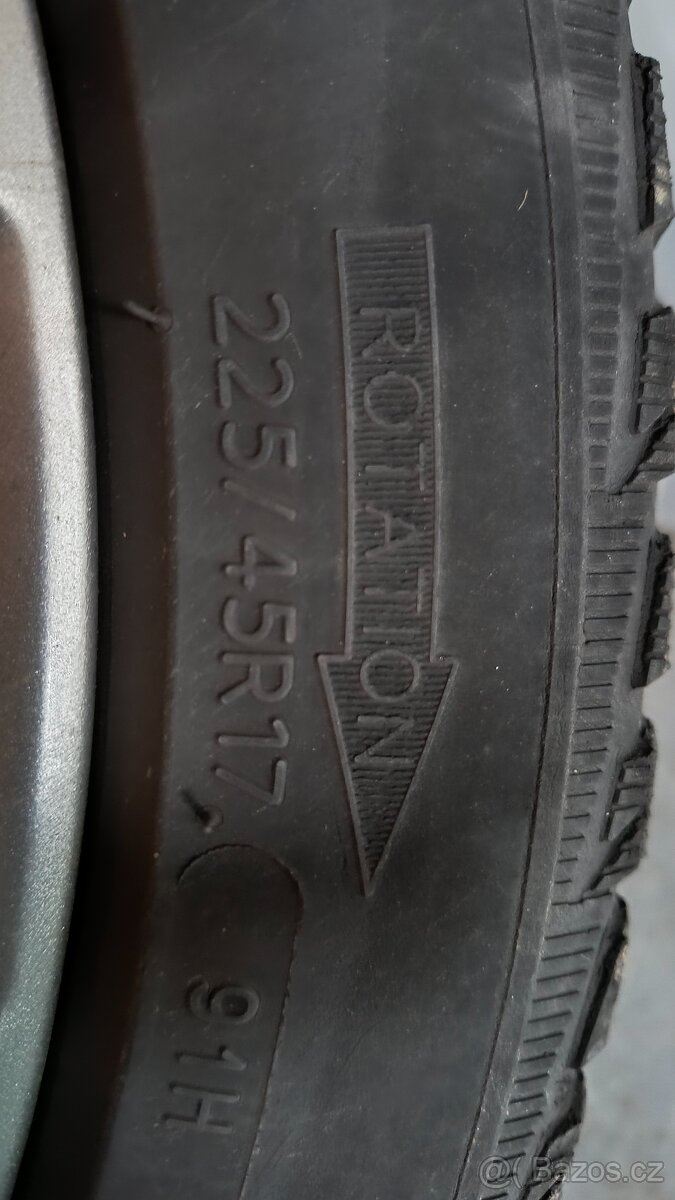 ROTATION
225/45R17
91H
@Bazos.cz